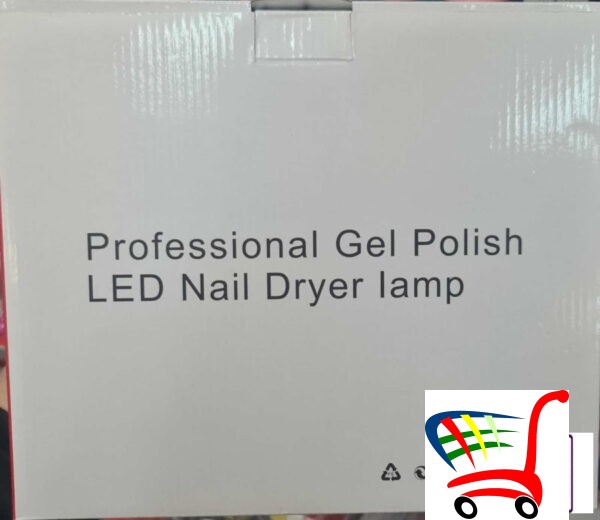 Professional Gel Polish
LED Nail Dryer lamp